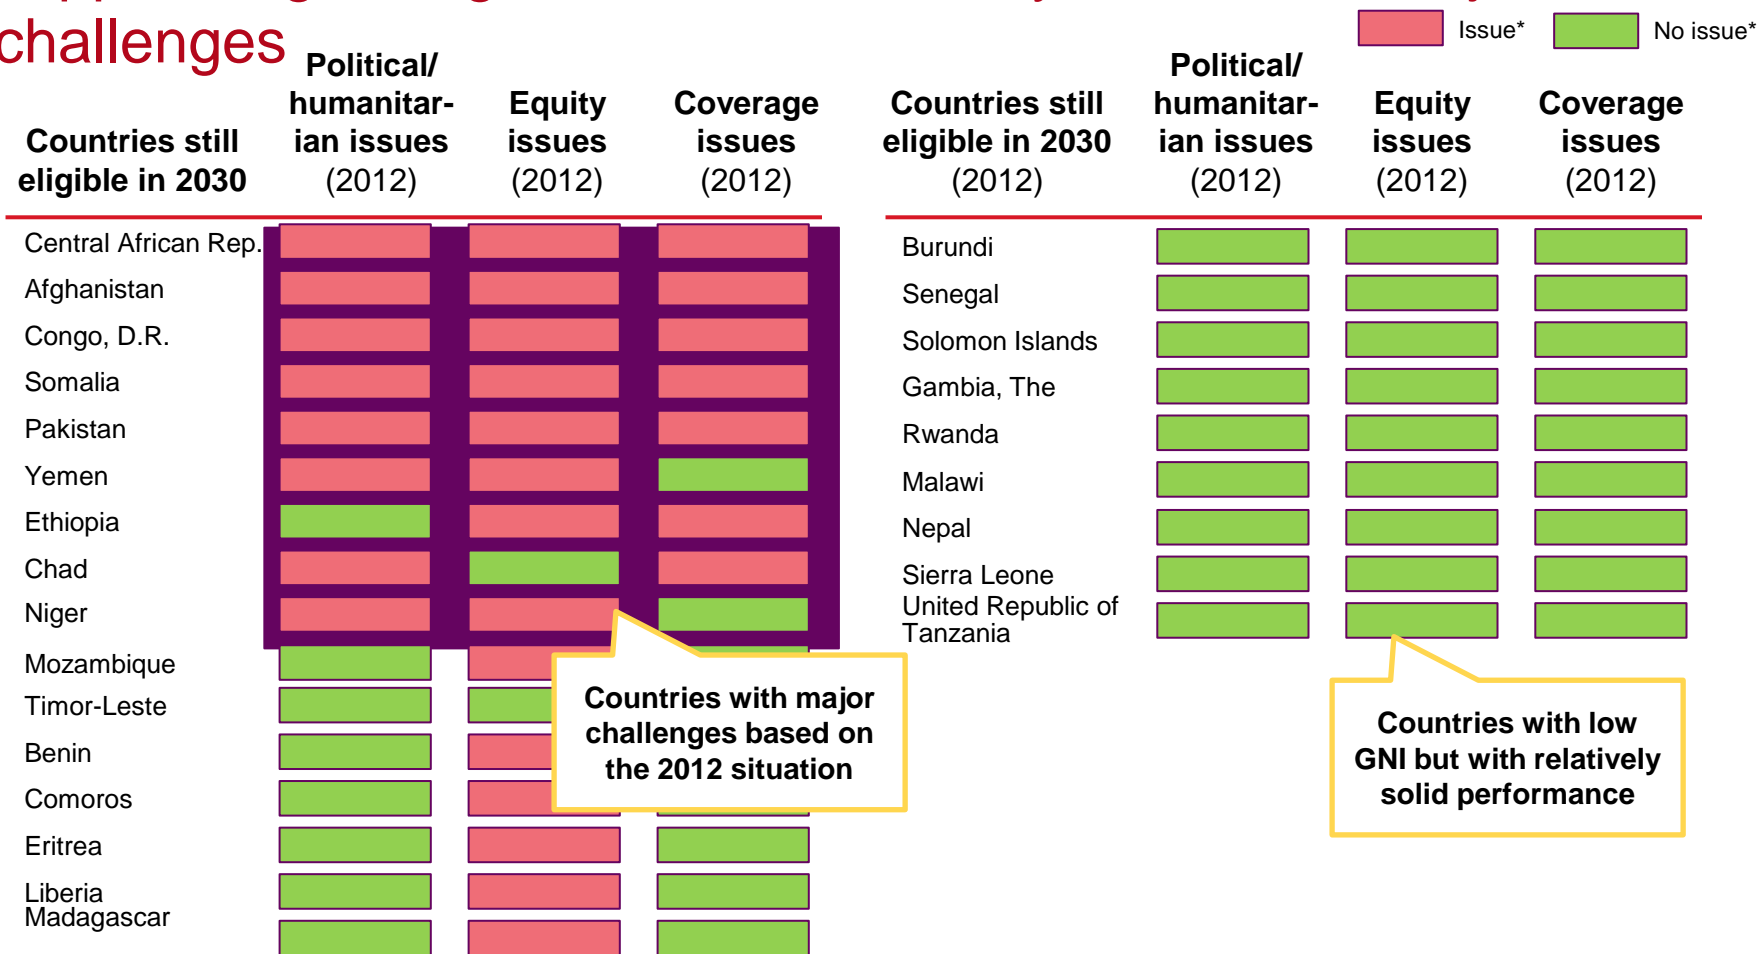 challenges
Issue*
No issue*
Countries still
eligible in 2030
Political/
humanitar-
ian issues
(2012)
Equity
issues
(2012)
Coverage
issues
(2012)
Central African Rep.
Afghanistan
Congo, D.R.
Somalia
Pakistan
Yemen
Ethiopia
Chad
Niger
Mozambique
Timor-Leste
Benin
Comoros
Eritrea
Liberia
Madagascar
Countries with major
challenges based on
the 2012 situation
Countries still
eligible in 2030
(2012)
Political/
humanitar-
ian issues
(2012)
Equity
issues
(2012)
Coverage
issues
(2012)
Burundi
Senegal
Solomon Islands
Gambia, The
Rwanda
Malawi
Nepal
Sierra Leone
United Republic of
Tanzania
Countries with low
GNI but with relatively
solid performance